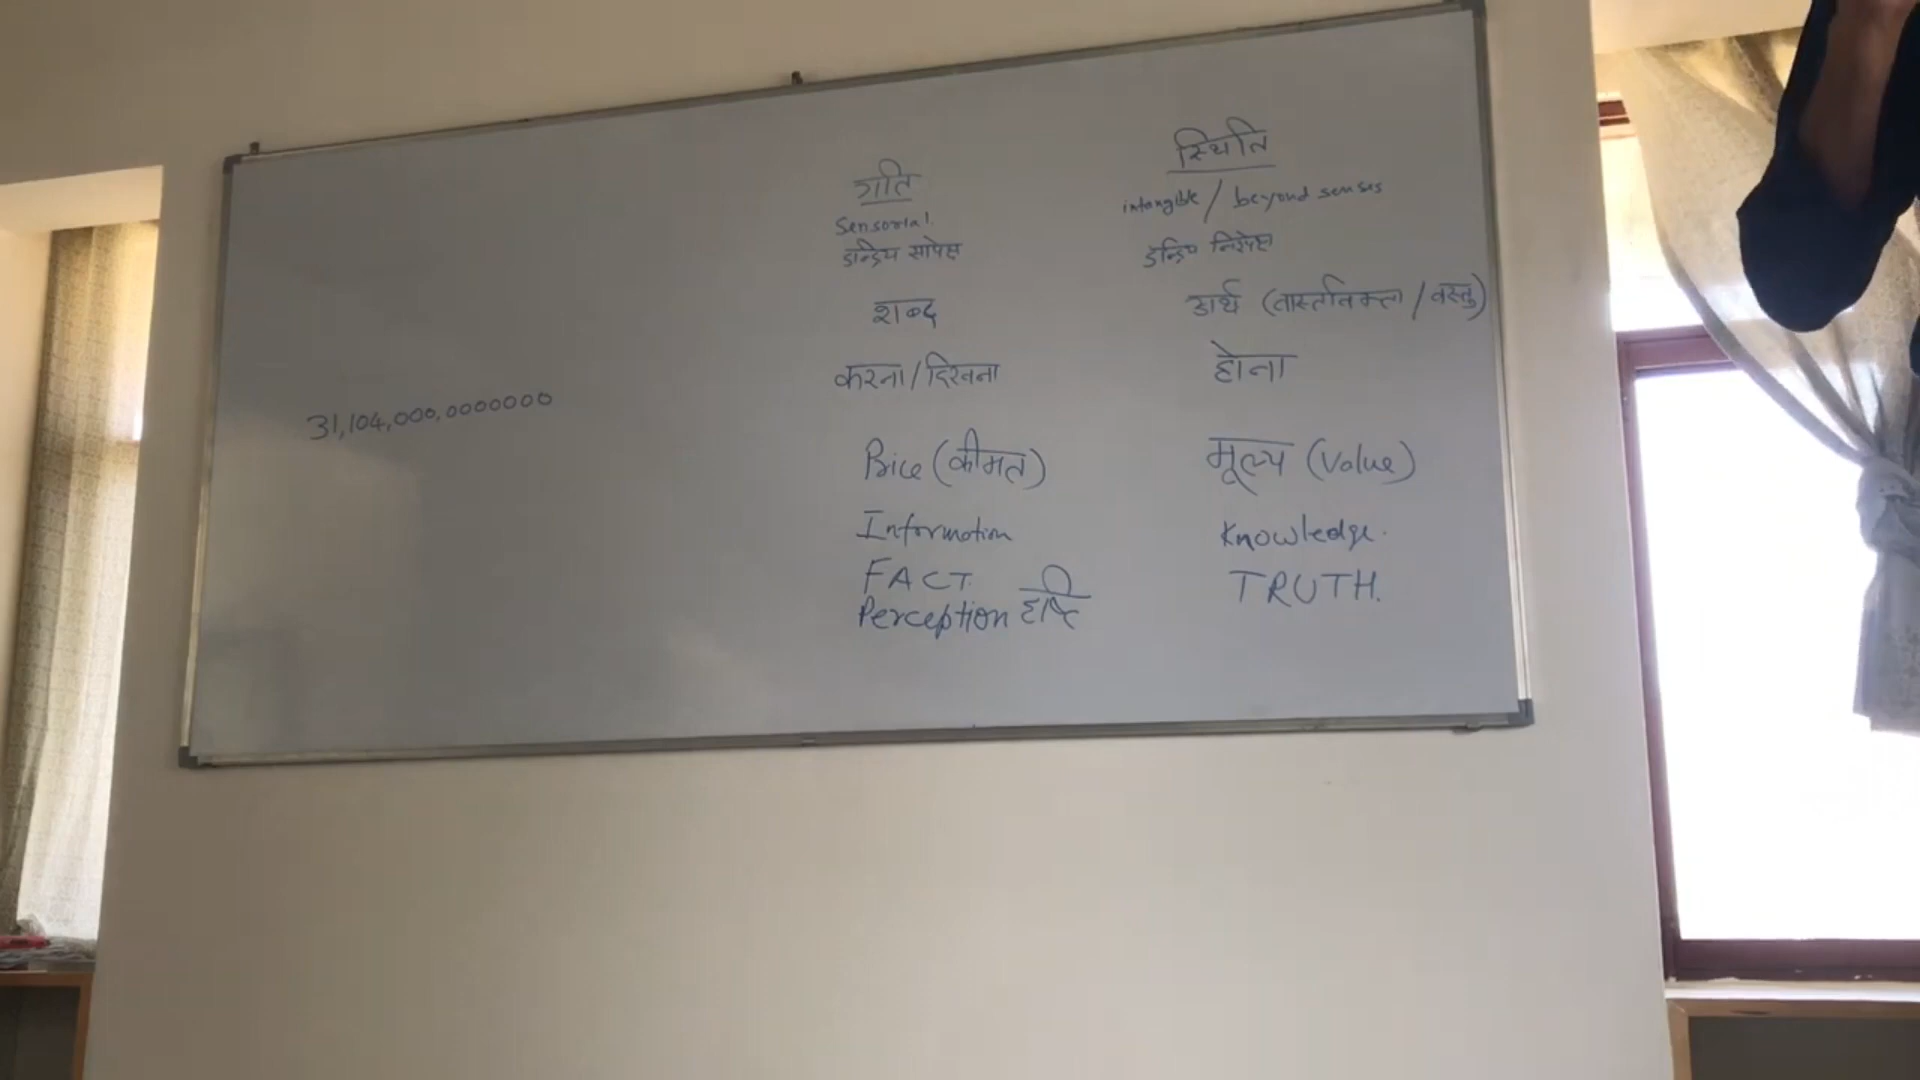 31,104,000,0000000
गति
Sensorial.
इन्द्रिय सापेक्ष
शब्द
करना/दिखना
Price (कीमत)
Information
FACT.
Perception दृष्टि
स्थिति
intangible / beyond senses
इन्द्रिय निरपेक्ष
अर्थ (वास्तविकता / वस्तु)
होना
मूल्य (Value)
Knowledge.
TRUTH.